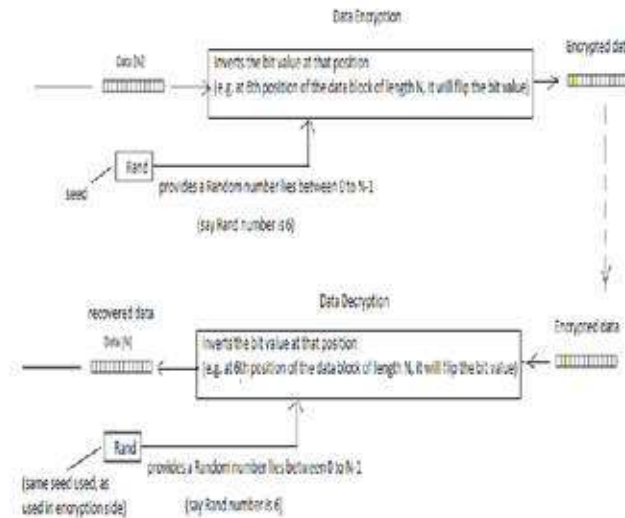 Data Encryption
Data [N]
Inverts the bit value at that position
(e.g. at 6th position of the data block of length N, it will flip the bit value)
Encrypted data
Rand
seed
provides a Random number lies between 0 to N-1
(say Rand number is 6)
recovered data
Data [N]
Data Decryption
Inverts the bit value at that position
(e.g. at 6th position of the data block of length N, it will flip the bit value)
Encrypted data
Rand
provides a Random number lies between 0 to N-1
(same seed used, as
used in encryption side)
(say Rand number is 6)